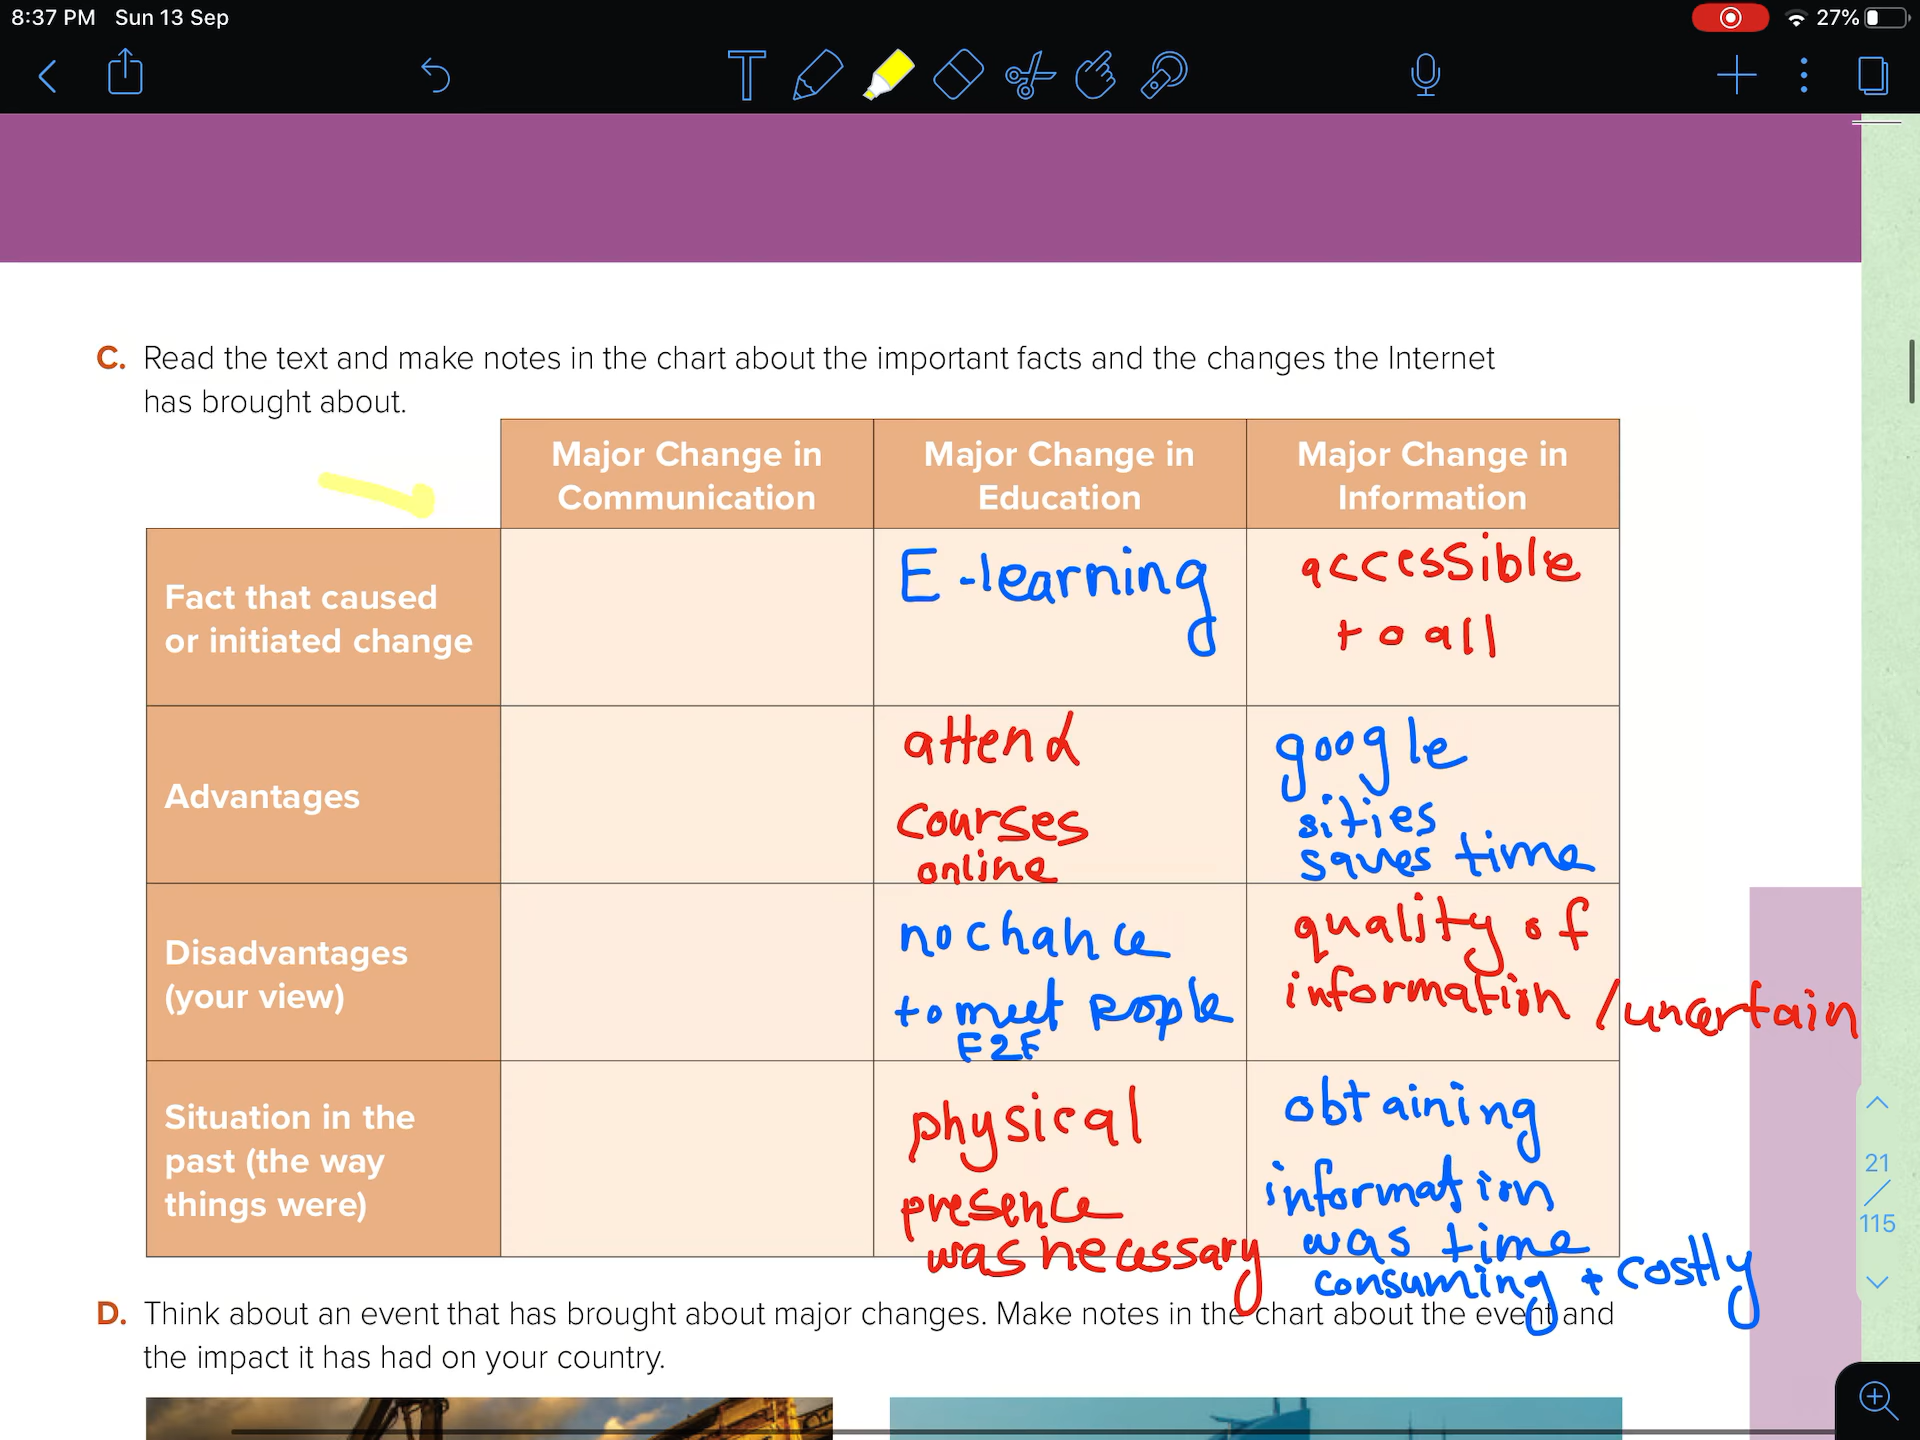 8:37 PM Sun 13 Sep
27%
C. Read the text and make notes in the chart about the important facts and the changes the Internet
has brought about.
Major Change in
Communication
Major Change in
Education
Major Change in
Information
Fact that caused
or initiated change
E-learning
accessible
to all
Advantages
attend
courses
online
google
sities
saves time
Disadvantages
(your view)
no chance
to meet people
F2F
quality of
information / uncertain
Situation in the
past (the way
things were)
physical
presence
was necessary
obtaining
information
was time
consuming + costly
D. Think about an event that has brought about major changes. Make notes in the chart about the event and
the impact it has had on your country.
21
/
115